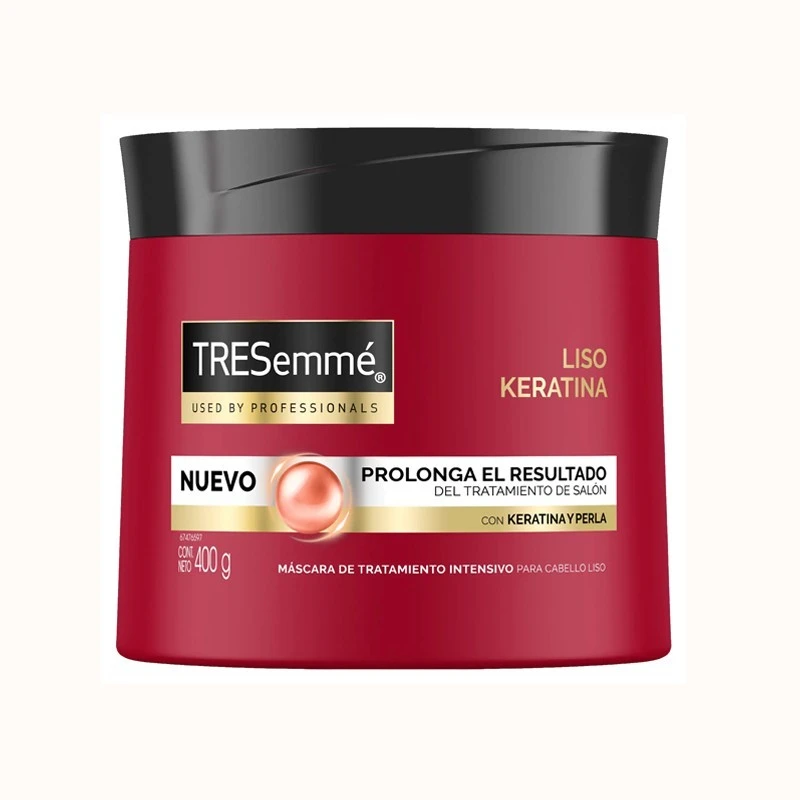 TRESemmé®
USED BY PROFESSIONALS
LISO
KERATINA
NUEVO
PROLONGA EL RESULTADO
DEL TRATAMIENTO DE SALÓN
CON KERATINA Y PERLA
67476597
CONT.
NETO 400 g
MÁSCARA DE TRATAMIENTO INTENSIVO PARA CABELLO LISO